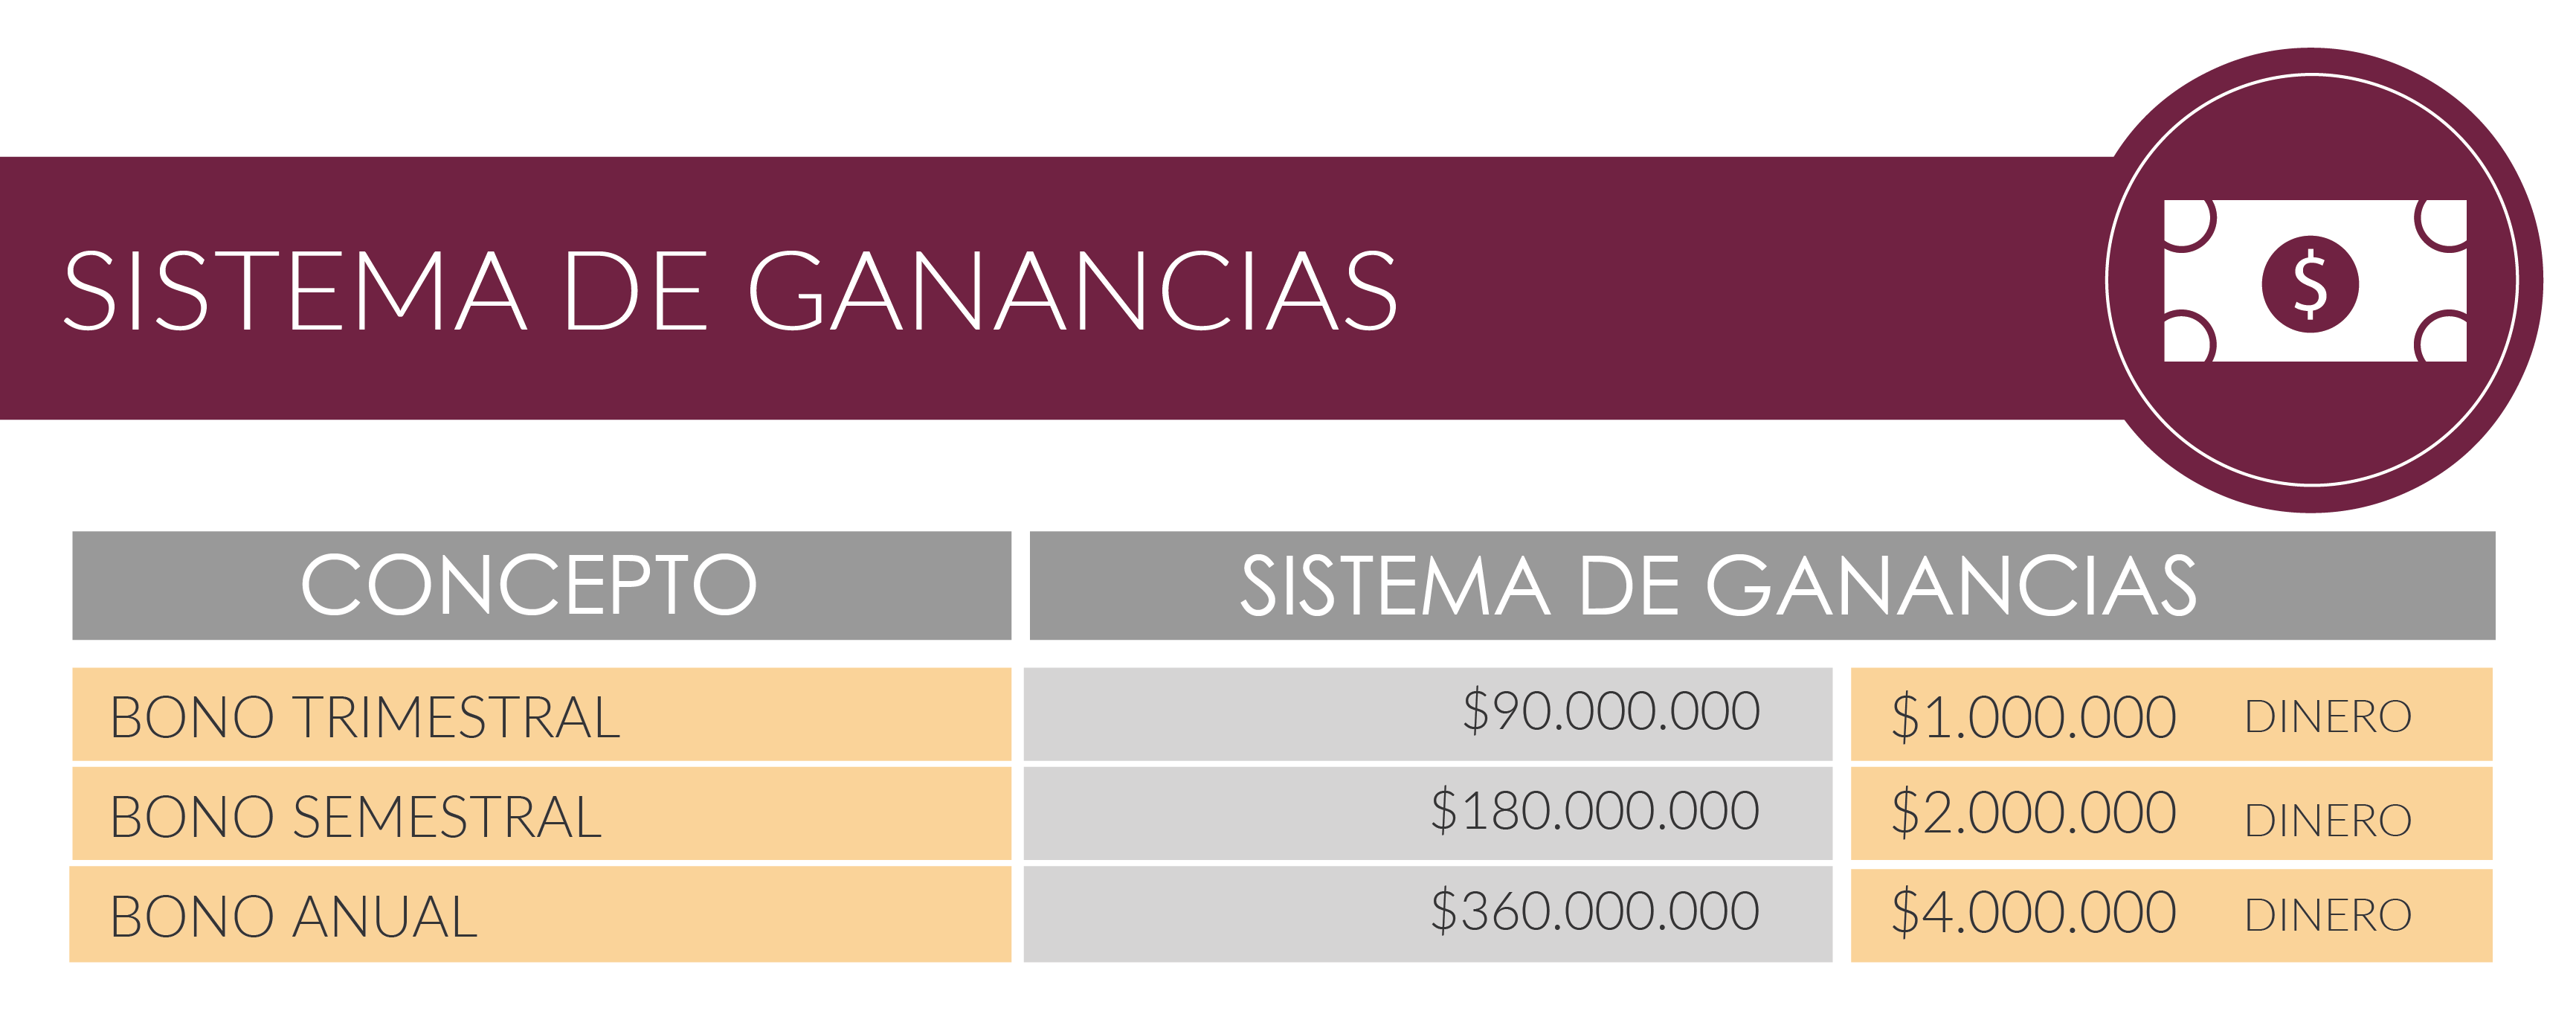 SISTEMA DE GANANCIAS
$
CONCEPTO SISTEMA DE GANANCIAS
BONO TRIMESTRAL $90.000.000 $1.000.000 DINERO
BONO SEMESTRAL $180.000.000 $2.000.000 DINERO
BONO ANUAL $360.000.000 $4.000.000 DINERO